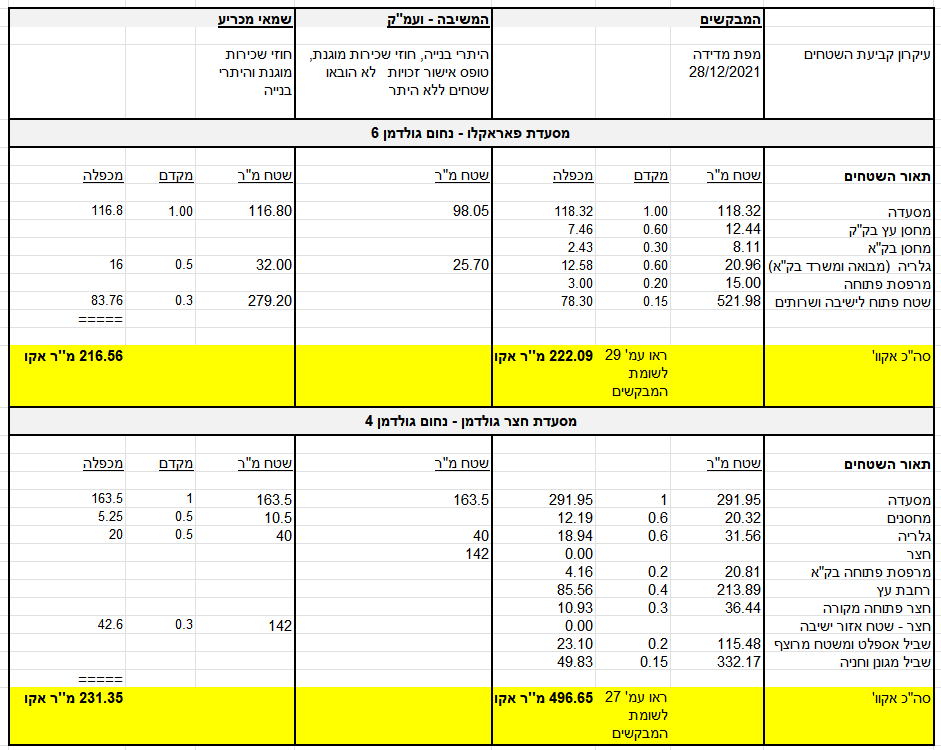 המבקשים המשיבה - ועמ"ק שמאי מכריע
עיקרון קביעת השטחים מפת מדידה היתרי בנייה, חוזי שכירות מוגנת, חוזי שכירות
28/12/2021 טופס אישור זכויות לא הובאו מוגנת והיתרי
שטחים ללא היתר בנייה
מסעדת פאראקלו - נחום גולדמן 6
תאור השטחים שטח מ"ר מקדם מכפלה שטח מ"ר שטח מ"ר מקדם מכפלה
מסעדה 118.32 1.00 118.32 98.05 116.80 1.00 116.8
מחסן עץ בק"ק 12.44 0.60 7.46
מחסן בק"א 8.11 0.30 2.43
גלריה (מבואה ומשרד בק"א) 20.96 0.60 12.58 25.70 32.00 0.5 16
מרפסת פתוחה 15.00 0.20 3.00
שטח פתוח לישיבה ושרותים 521.98 0.15 78.30 279.20 0.3 83.76
=====
סה"כ אקוו' ראו עמ' 29 222.09 מ"ר אקו 216.56 מ"ר אקו
לשומת
המבקשים
מסעדת חצר גולדמן - נחום גולדמן 4
תאור השטחים שטח מ"ר שטח מ"ר שטח מ"ר מקדם מכפלה
מסעדה 291.95 1 291.95 163.5 163.5 1 163.5
מחסנים 20.32 0.6 12.19 10.5 0.5 5.25
גלריה 31.56 0.6 18.94 40 40 0.5 20
חצר 0.00 142
מרפסת פתוחה בק"א 20.81 0.2 4.16
רחבת עץ 213.89 0.4 85.56
חצר פתוחה מקורה 36.44 0.3 10.93
חצר - שטח אזור ישיבה 0.00 142 0.3 42.6
שביל אספלט ומשטח מרוצף 115.48 0.2 23.10
שביל מגונן וחניה 332.17 0.15 49.83
=====
סה"כ אקוו' ראו עמ' 27 496.65 מ"ר אקו 231.35 מ"ר אקו
לשומת
המבקשים